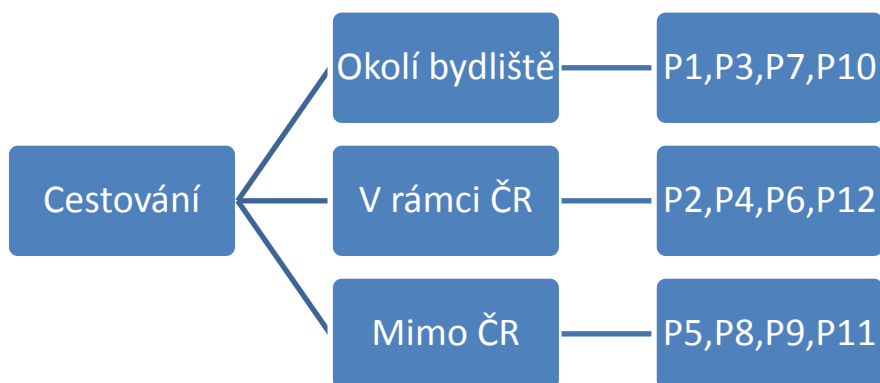 Okolí bydliště
P1,P3,P7,P10
Cestování
V rámci ČR
P2,P4,P6,P12
Mimo ČR
P5,P8,P9,P11